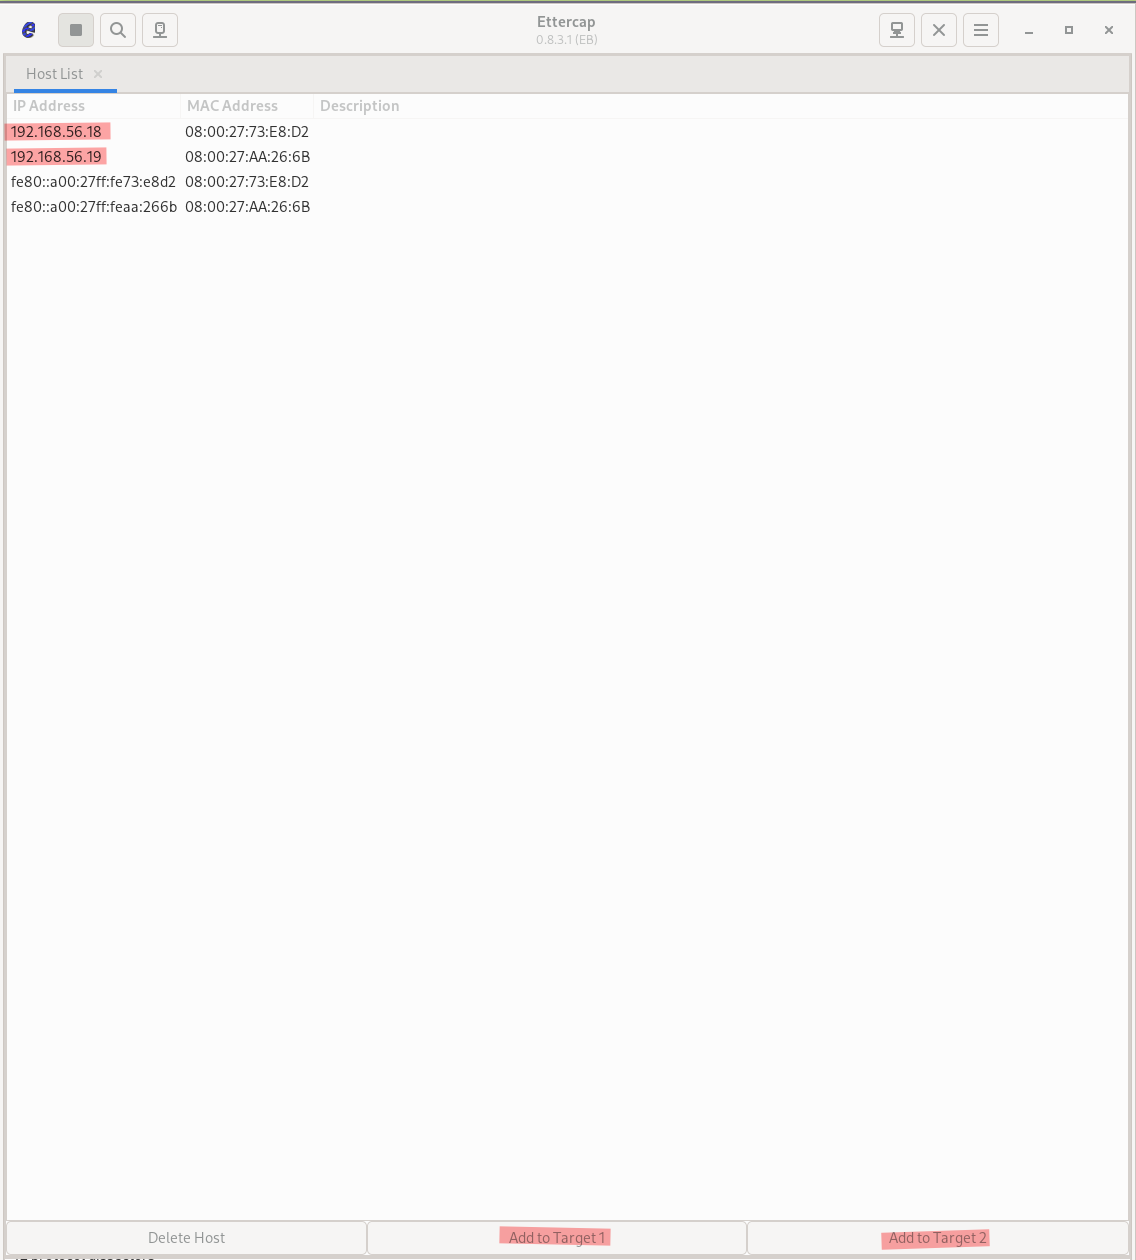 Ettercap
0.8.3.1 (EB)
Host List
IP Address MAC Address Description
192.168.56.18 08:00:27:73:E8:D2
192.168.56.19 08:00:27:AA:26:6B
fe80::a00:27ff:fe73:e8d2 08:00:27:73:E8:D2
fe80::a00:27ff:feaa:266b 08:00:27:AA:26:6B
Delete Host Add to Target 1 Add to Target 2